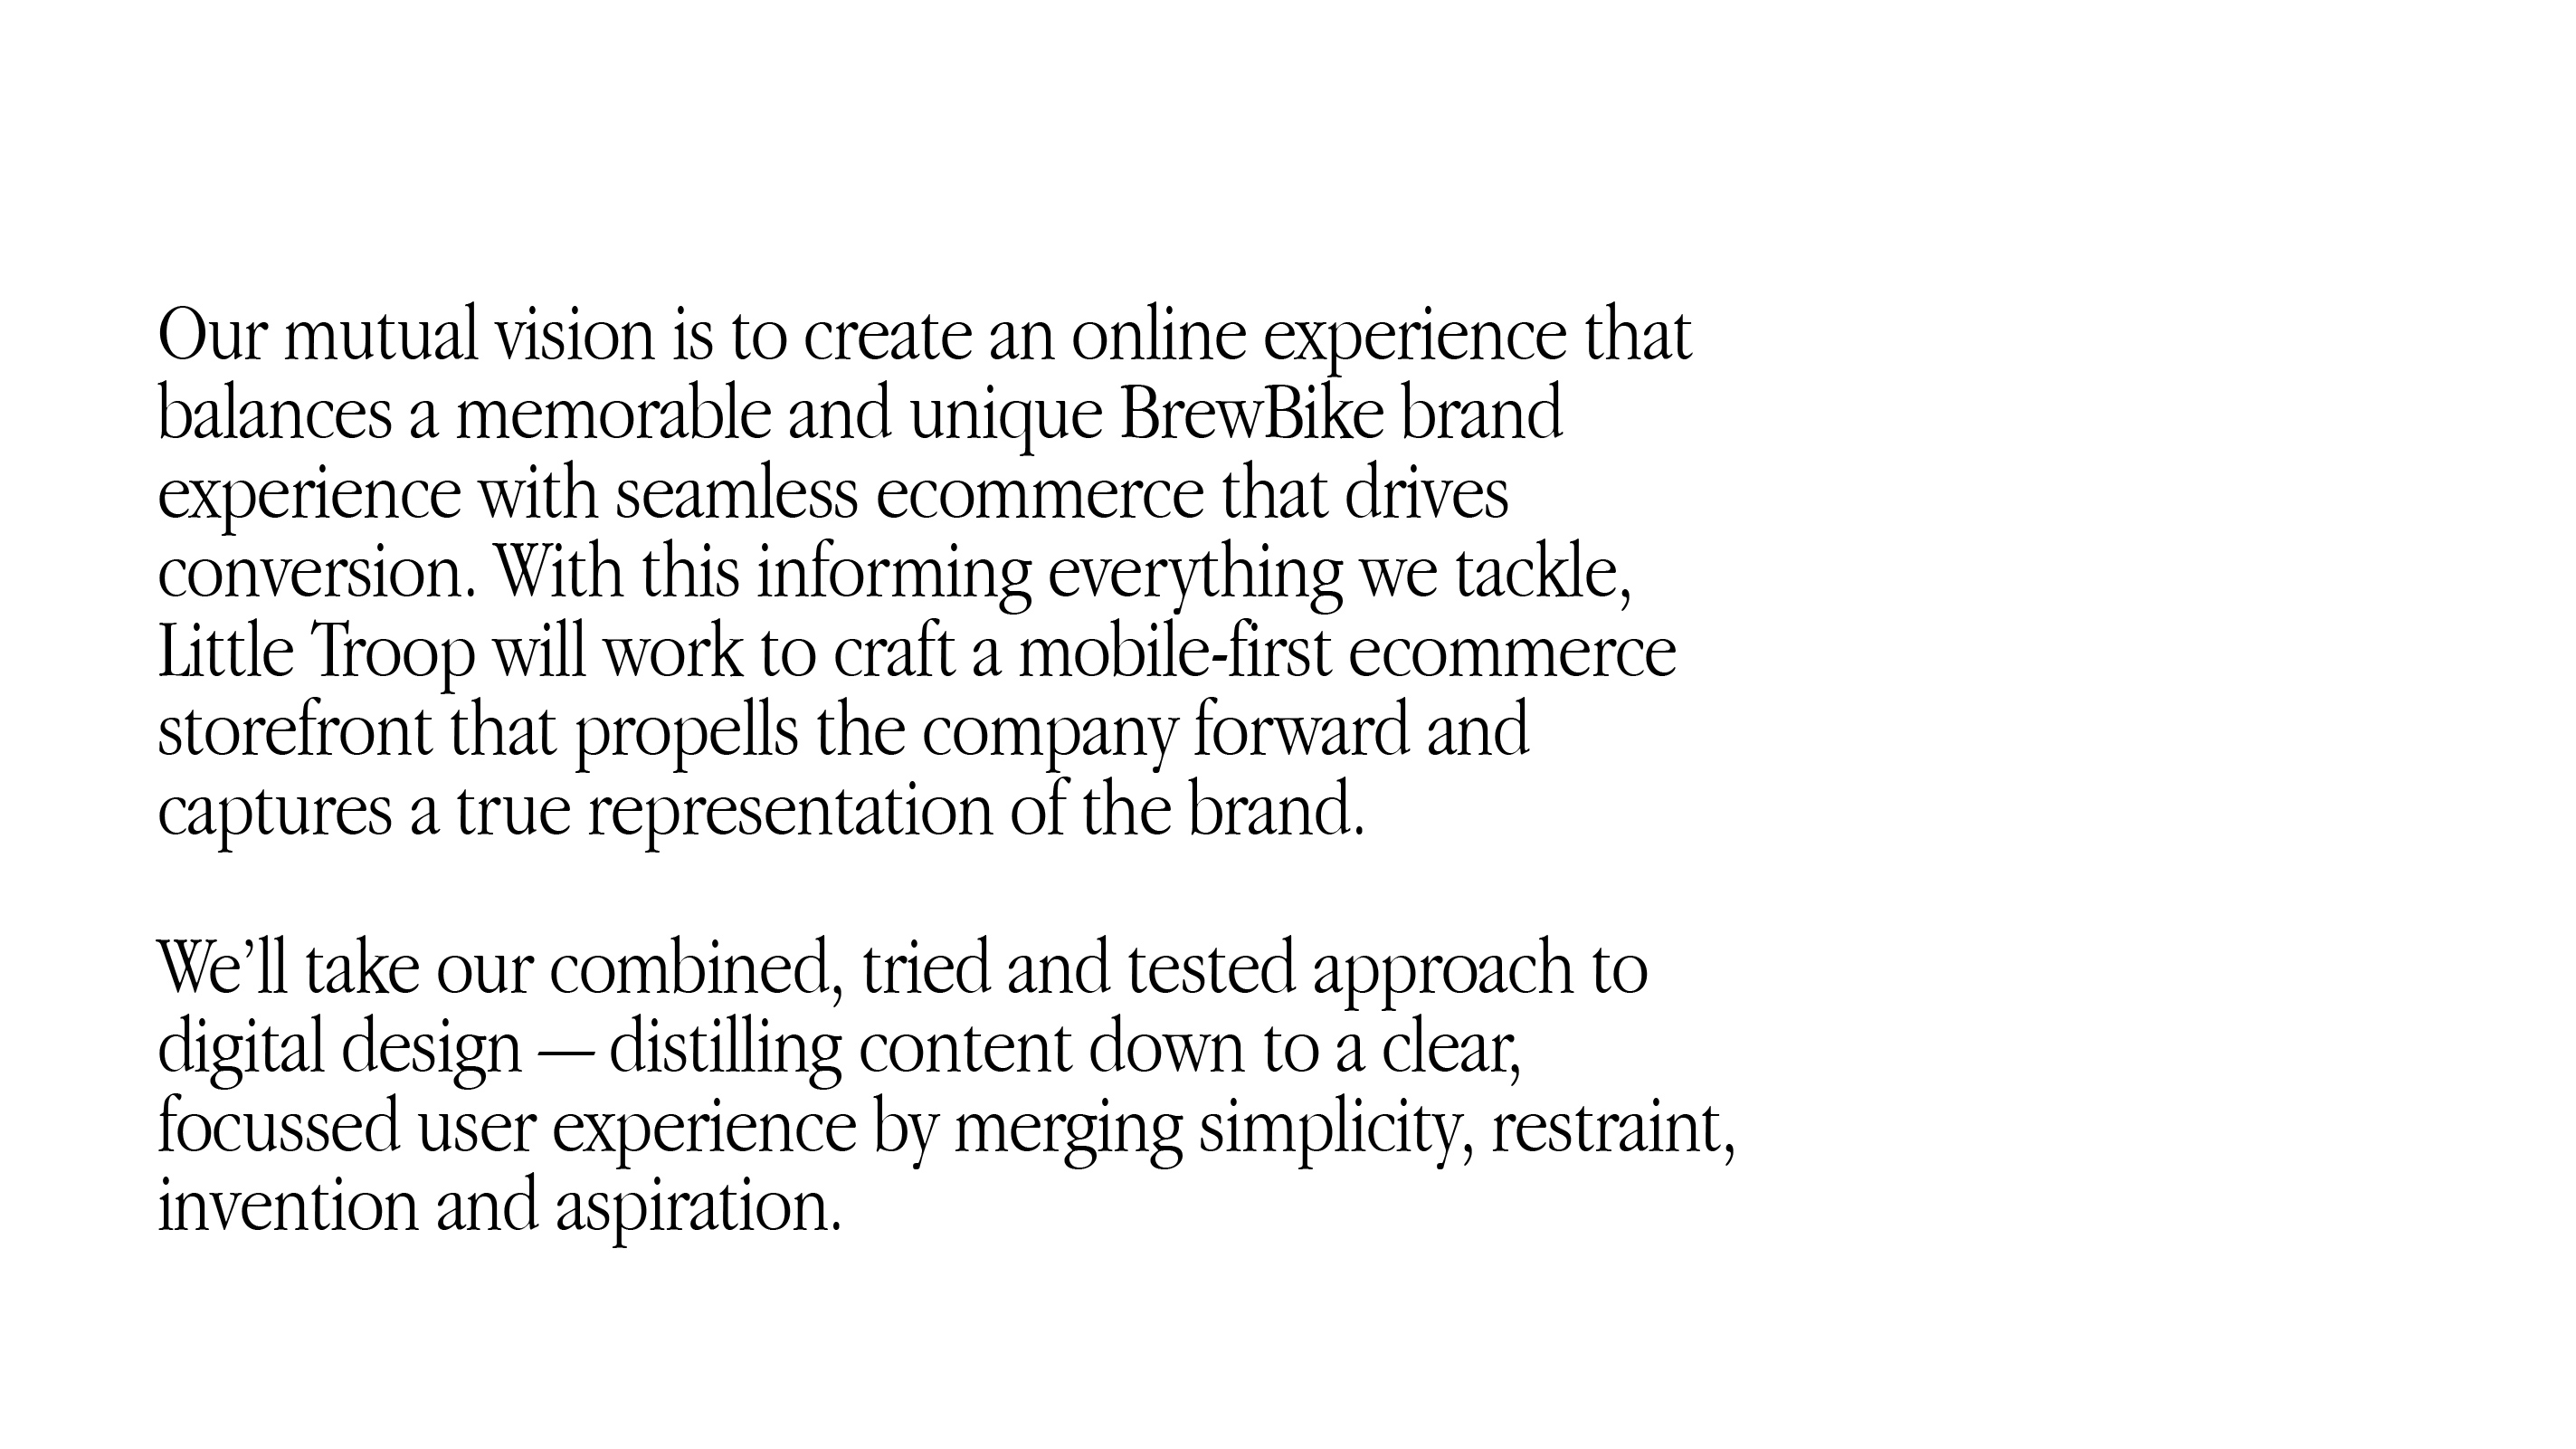 Our mutual vision is to create an online experience that
balances a memorable and unique BrewBike brand
experience with seamless ecommerce that drives
conversion. With this informing everything we tackle,
Little Troop will work to craft a mobile-first ecommerce
storefront that propells the company forward and
captures a true representation of the brand.
We’ll take our combined, tried and tested approach to
digital design — distilling content down to a clear,
focussed user experience by merging simplicity, restraint,
invention and aspiration.